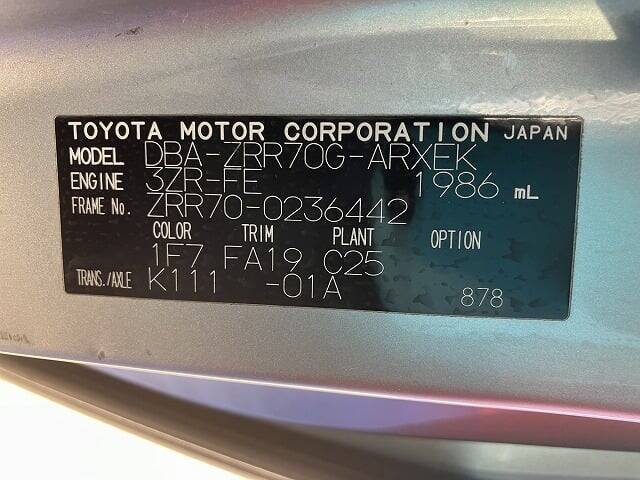 TOYOTA MOTOR CORPORATION JAPAN
MODEL DBA-ZRR70G-ARXEK
ENGINE 3ZR-FE 1986 mL
FRAME No. ZRR70-0236442
COLOR TRIM PLANT OPTION
1F7 FA19 C25
TRANS./AXLE K111 -01A 878